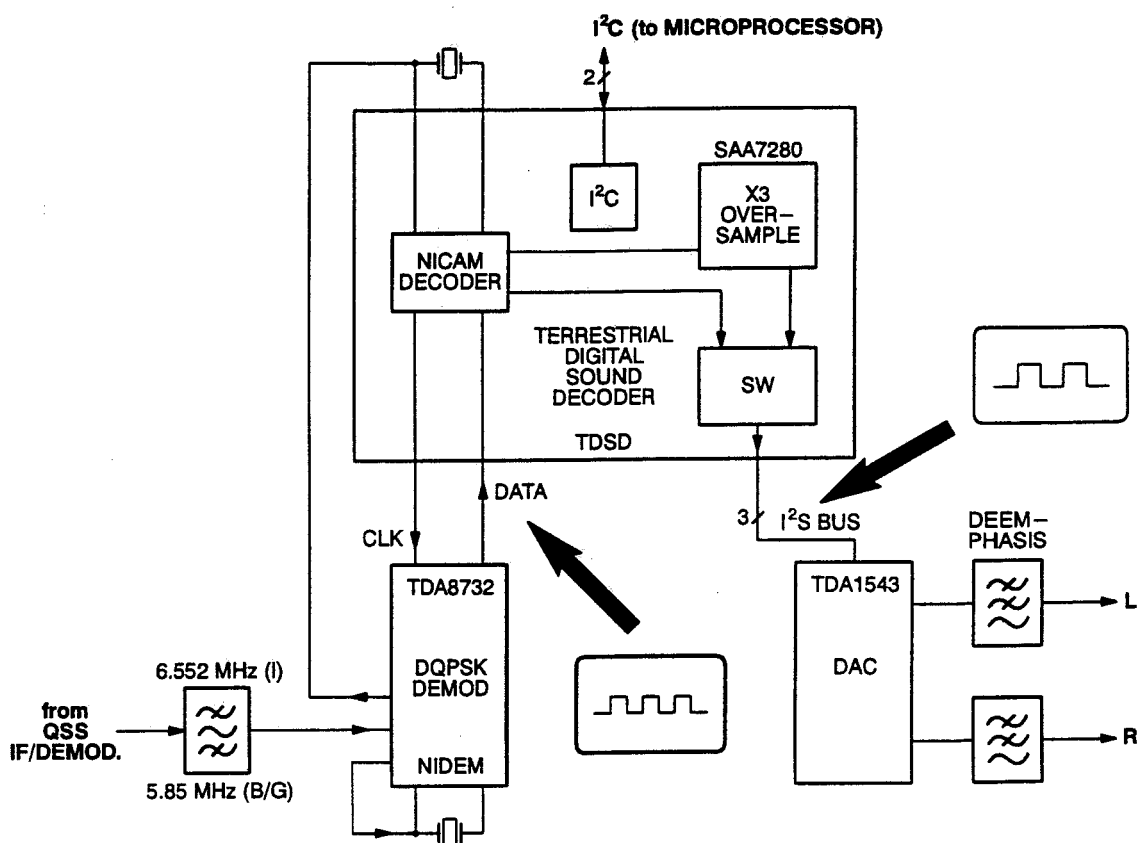 I²C (to MICROPROCESSOR)
2
SAA7280
X3
OVER–
SAMPLE
I²C
NICAM
DECODER
TERRESTRIAL
DIGITAL
SOUND
DECODER
SW
TDSD
DATA
CLK
3
I²S BUS
DEEM–
PHASIS
TDA8732
DQPSK
DEMOD
NIDEM
TDA1543
DAC
L
R
6.552 MHz (I)
from
QSS
IF/DEMOD.
5.85 MHz (B/G)